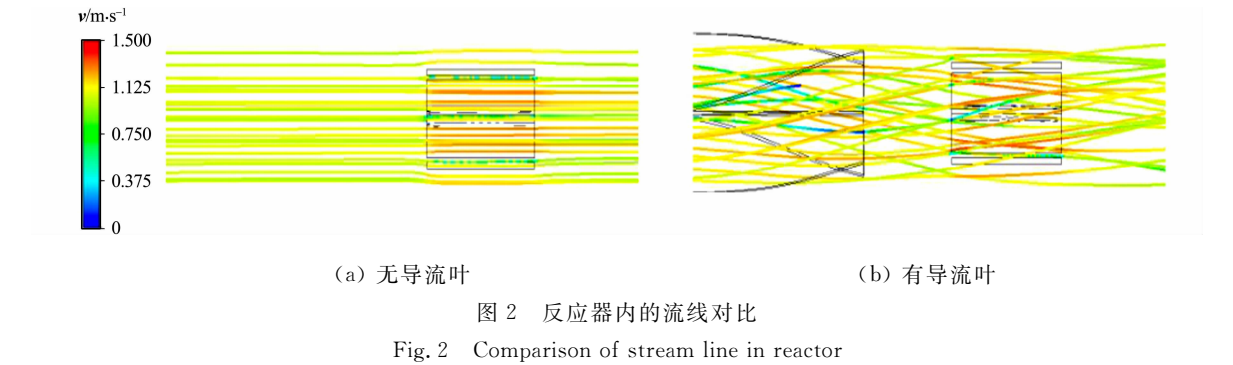 v/m·s⁻¹
1.500
1.125
0.750
0.375
0
(a) 无导流叶
(b) 有导流叶
图 2 反应器内的流线对比
Fig. 2 Comparison of stream line in reactor